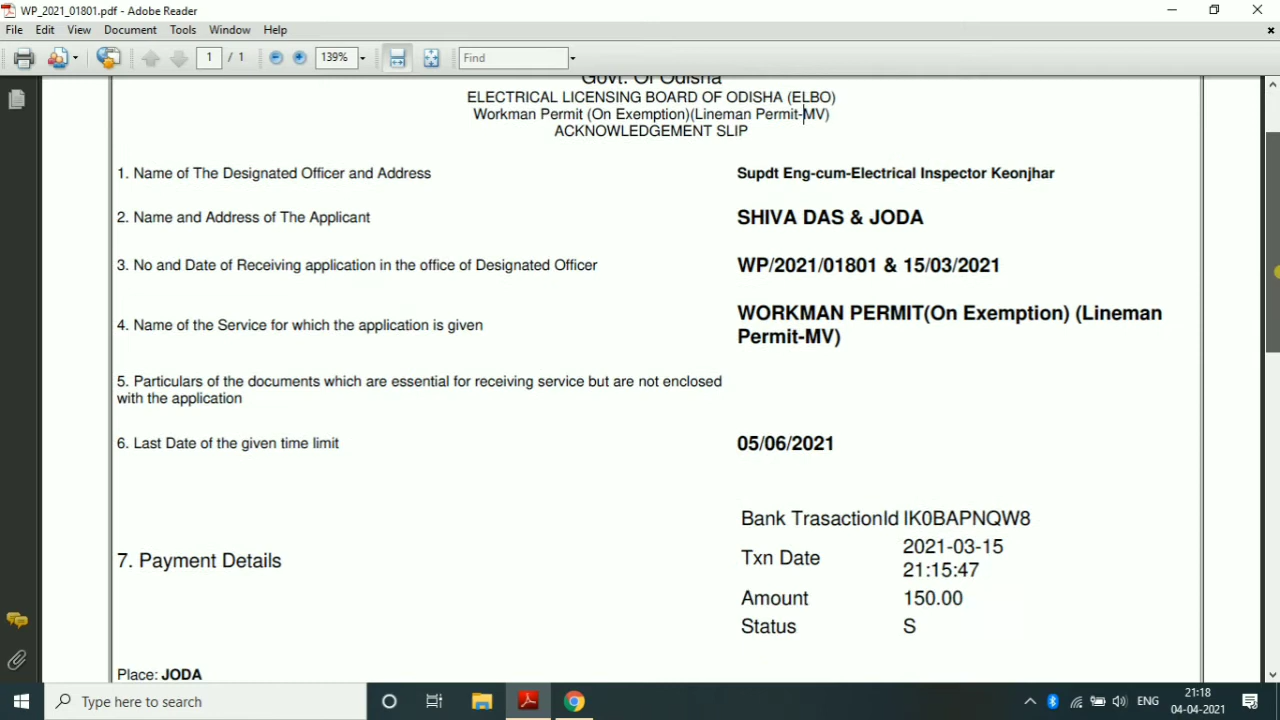 WP_2021_01801.pdf - Adobe Reader
File Edit View Document Tools Window Help
1 / 1 139% Find
Govt. Of Odisha
ELECTRICAL LICENSING BOARD OF ODISHA (ELBO)
Workman Permit (On Exemption)(Lineman Permit-MV)
ACKNOWLEDGEMENT SLIP
1. Name of The Designated Officer and Address Supdt Eng-cum-Electrical Inspector Keonjhar
2. Name and Address of The Applicant SHIVA DAS & JODA
3. No and Date of Receiving application in the office of Designated Officer WP/2021/01801 & 15/03/2021
4. Name of the Service for which the application is given WORKMAN PERMIT(On Exemption) (Lineman
Permit-MV)
5. Particulars of the documents which are essential for receiving service but are not enclosed
with the application
6. Last Date of the given time limit 05/06/2021
7. Payment Details
Bank TrasactionId IK0BAPNQW8
Txn Date 2021-03-15
21:15:47
Amount 150.00
Status S
Place: JODA
Type here to search
ENG
21:18
04-04-2021